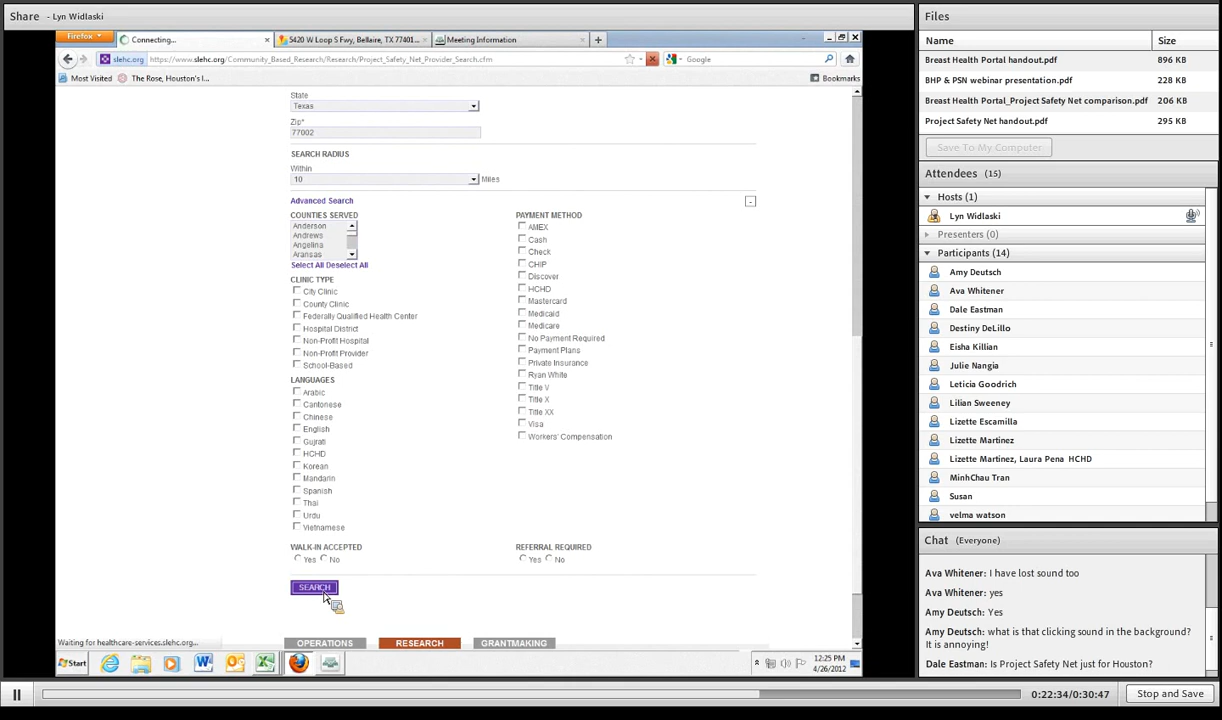 Share - Lyn Widlaski
Firefox
Connecting...
5420 W Loop S Fwy, Bellaire, TX 77401...
Meeting Information
slehc.org
https://www.slehc.org/Community_Based_Research/Research/Project_Safety_Net_Provider_Search.cfm
Google
Most Visited
The Rose, Houston's l...
Bookmarks
State
Texas
Zip*
77002
SEARCH RADIUS
Within
10 Miles
Advanced Search
COUNTIES SERVED
Anderson
Andrews
Angelina
Aransas
Select All Deselect All
CLINIC TYPE
City Clinic
County Clinic
Federally Qualified Health Center
Hospital District
Non-Profit Hospital
Non-Profit Provider
School-Based
LANGUAGES
Arabic
Cantonese
Chinese
English
Gujrati
HCHD
Korean
Mandarin
Spanish
Thai
Urdu
Vietnamese
WALK-IN ACCEPTED
Yes No
PAYMENT METHOD
AMEX
Cash
Check
CHIP
Discover
HCHD
Mastercard
Medicaid
Medicare
No Payment Required
Payment Plans
Private Insurance
Ryan White
Title V
Title X
Title XX
Visa
Workers' Compensation
REFERRAL REQUIRED
Yes No
SEARCH
OPERATIONS RESEARCH GRANTMAKING
Waiting for healthcare-services.slehc.org...
Start
12:25 PM
4/26/2012
Files
Name Size
Breast Health Portal handout.pdf 896 KB
BHP & PSN webinar presentation.pdf 228 KB
Breast Health Portal_Project Safety Net comparison.pdf 206 KB
Project Safety Net handout.pdf 295 KB
Save To My Computer
Attendees (15)
Hosts (1)
Lyn Widlaski
Presenters (0)
Participants (14)
Amy Deutsch
Ava Whitener
Dale Eastman
Destiny DeLillo
Eisha Killian
Julie Nangia
Leticia Goodrich
Lilian Sweeney
Lizette Escamilla
Lizette Martinez
Lizette Martinez, Laura Pena HCHD
MinhChau Tran
Susan
velma watson
Chat (Everyone)
Ava Whitener: I have lost sound too
Ava Whitener: yes
Amy Deutsch: Yes
Amy Deutsch: what is that clicking sound in the background?
It is annoying!
Dale Eastman: Is Project Safety Net just for Houston?
0:22:34/0:30:47
Stop and Save